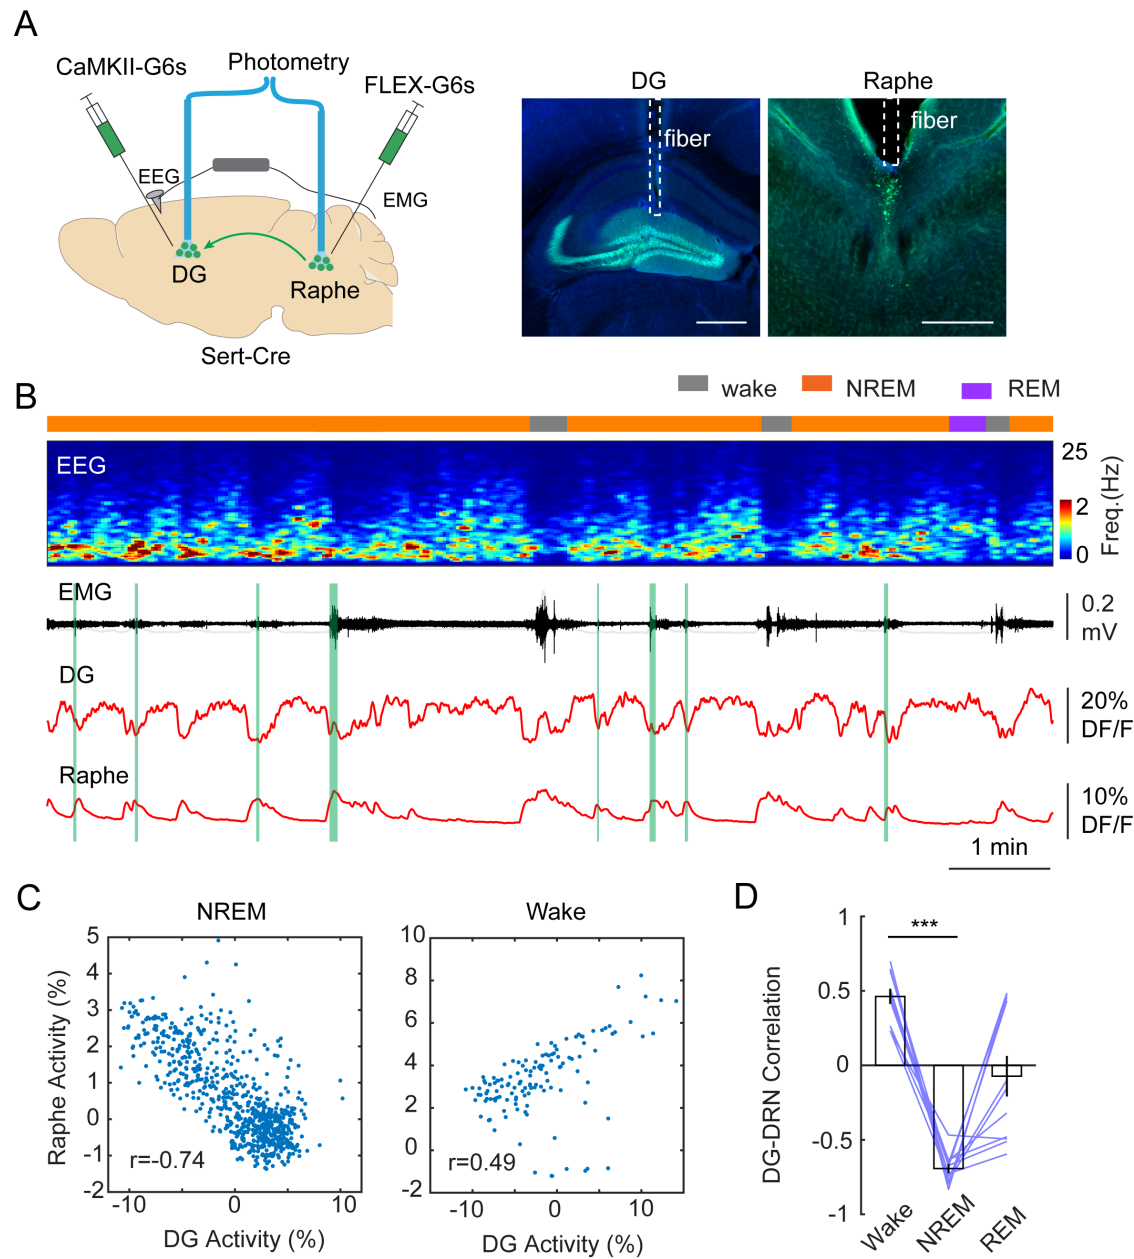 A
CaMKII-G6s
Photometry
FLEX-G6s
EEG
EMG
DG
Raphe
Sert-Cre
DG
fiber
Raphe
fiber
B
wake
NREM
REM
EEG
25
2
0
Freq.(Hz)
EMG
0.2
mV
DG
20%
DF/F
Raphe
10%
DF/F
1 min
C
NREM
5
4
3
2
1
0
-1
-2
Raphe Activity (%)
r=-0.74
-10
0
10
DG Activity (%)
Wake
10
8
6
4
2
0
-2
r=0.49
-10
0
10
DG Activity (%)
D
1
0.5
0
-0.5
-1
DG-DRN Correlation
***
Wake
NREM
REM